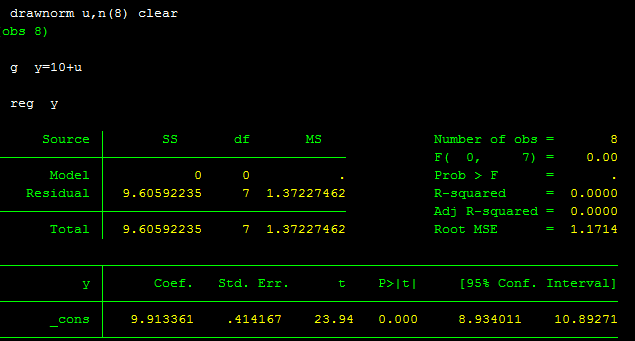 drawnorm u,n(8) clear
obs 8)
g  y=10+u
reg  y
Source SS df MS Number of obs = 8
F( 0, 7) = 0.00
Model 0 0 . Prob > F = .
Residual 9.60592235 7 1.37227462 R-squared = 0.0000
Adj R-squared = 0.0000
Total 9.60592235 7 1.37227462 Root MSE = 1.1714
y Coef. Std. Err. t P>|t| [95% Conf. Interval]
_cons 9.913361 .414167 23.94 0.000 8.934011 10.89271